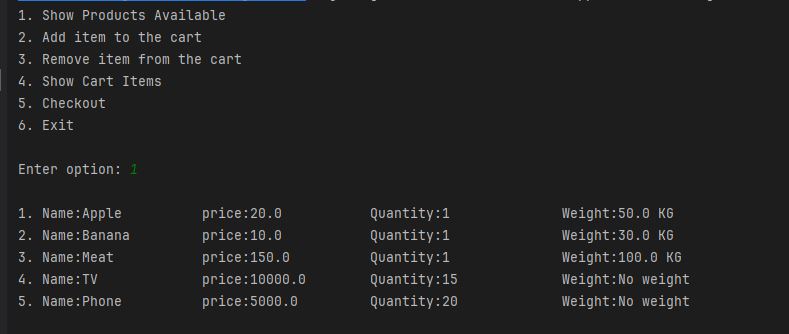 1. Show Products Available
2. Add item to the cart
3. Remove item from the cart
4. Show Cart Items
5. Checkout
6. Exit
Enter option: 1
1. Name:Apple price:20.0 Quantity:1 Weight:50.0 KG
2. Name:Banana price:10.0 Quantity:1 Weight:30.0 KG
3. Name:Meat price:150.0 Quantity:1 Weight:100.0 KG
4. Name:TV price:10000.0 Quantity:15 Weight:No weight
5. Name:Phone price:5000.0 Quantity:20 Weight:No weight